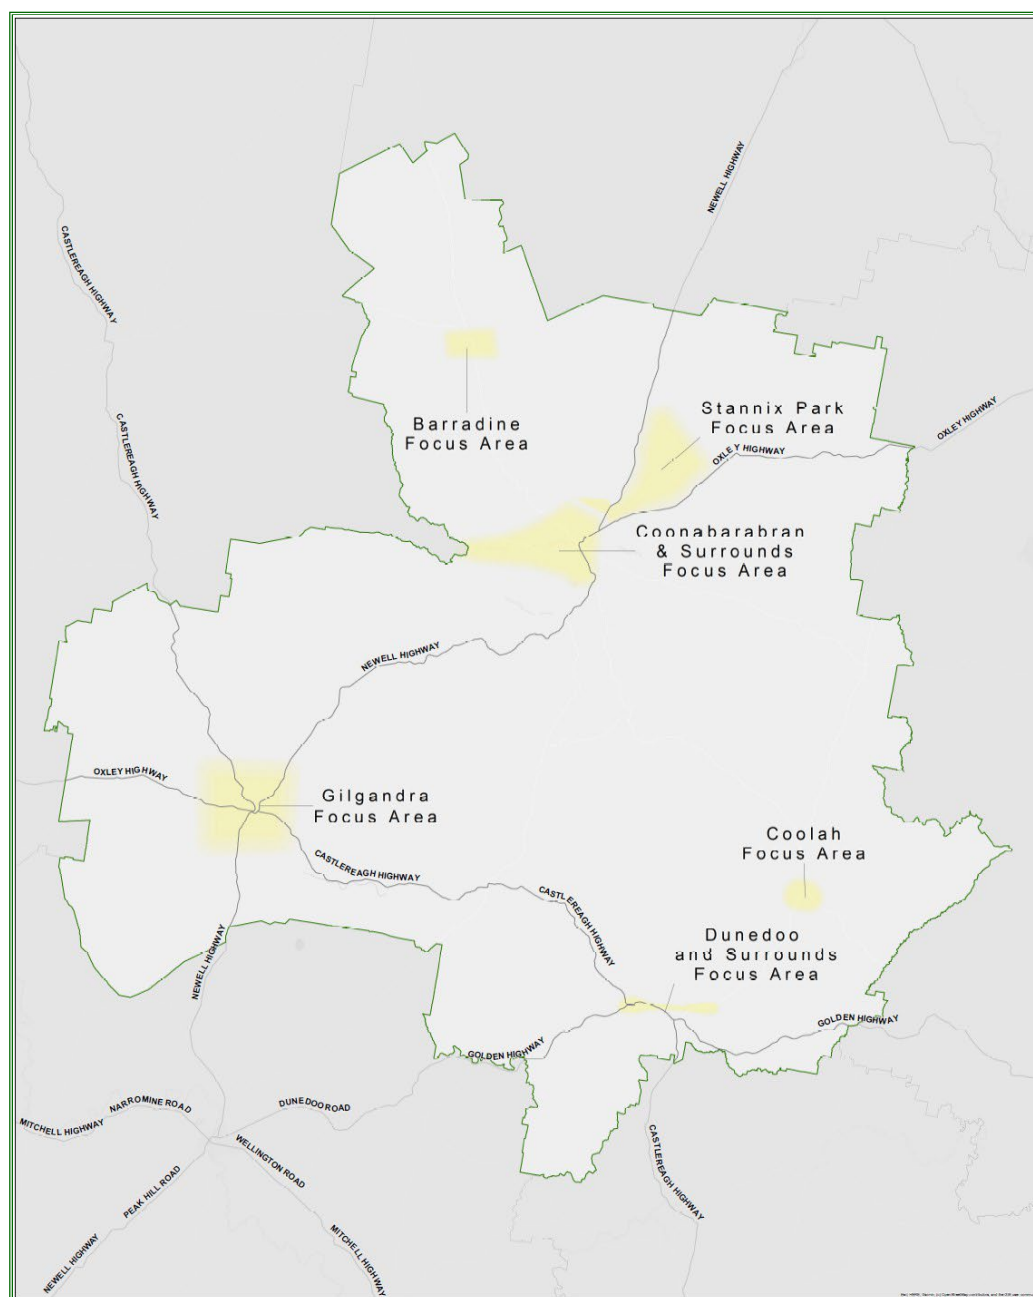 NEWELL HIGHWAY
CASTLEREAGH HIGHWAY
OXLEY HIGHWAY
Stannix Park
Focus Area
Barradine
Focus Area
CASTLEREAGH HIGHWAY
OXLEY HIGHWAY
Coonabarabran
& Surrounds
Focus Area
NEWELL HIGHWAY
OXLEY HIGHWAY
Gilgandra
Focus Area
Coolah
Focus Area
CASTLEREAGH HIGHWAY
CASTLEREAGH HIGHWAY
Dunedoo
and Surrounds
Focus Area
NEWELL HIGHWAY
GOLDEN HIGHWAY
GOLDEN HIGHWAY
NARROMINE ROAD
DUNEDOO ROAD
MITCHELL HIGHWAY
WELLINGTON ROAD
CASTLEREAGH HIGHWAY
PEAK HILL ROAD
MITCHELL HIGHWAY
NEWELL HIGHWAY